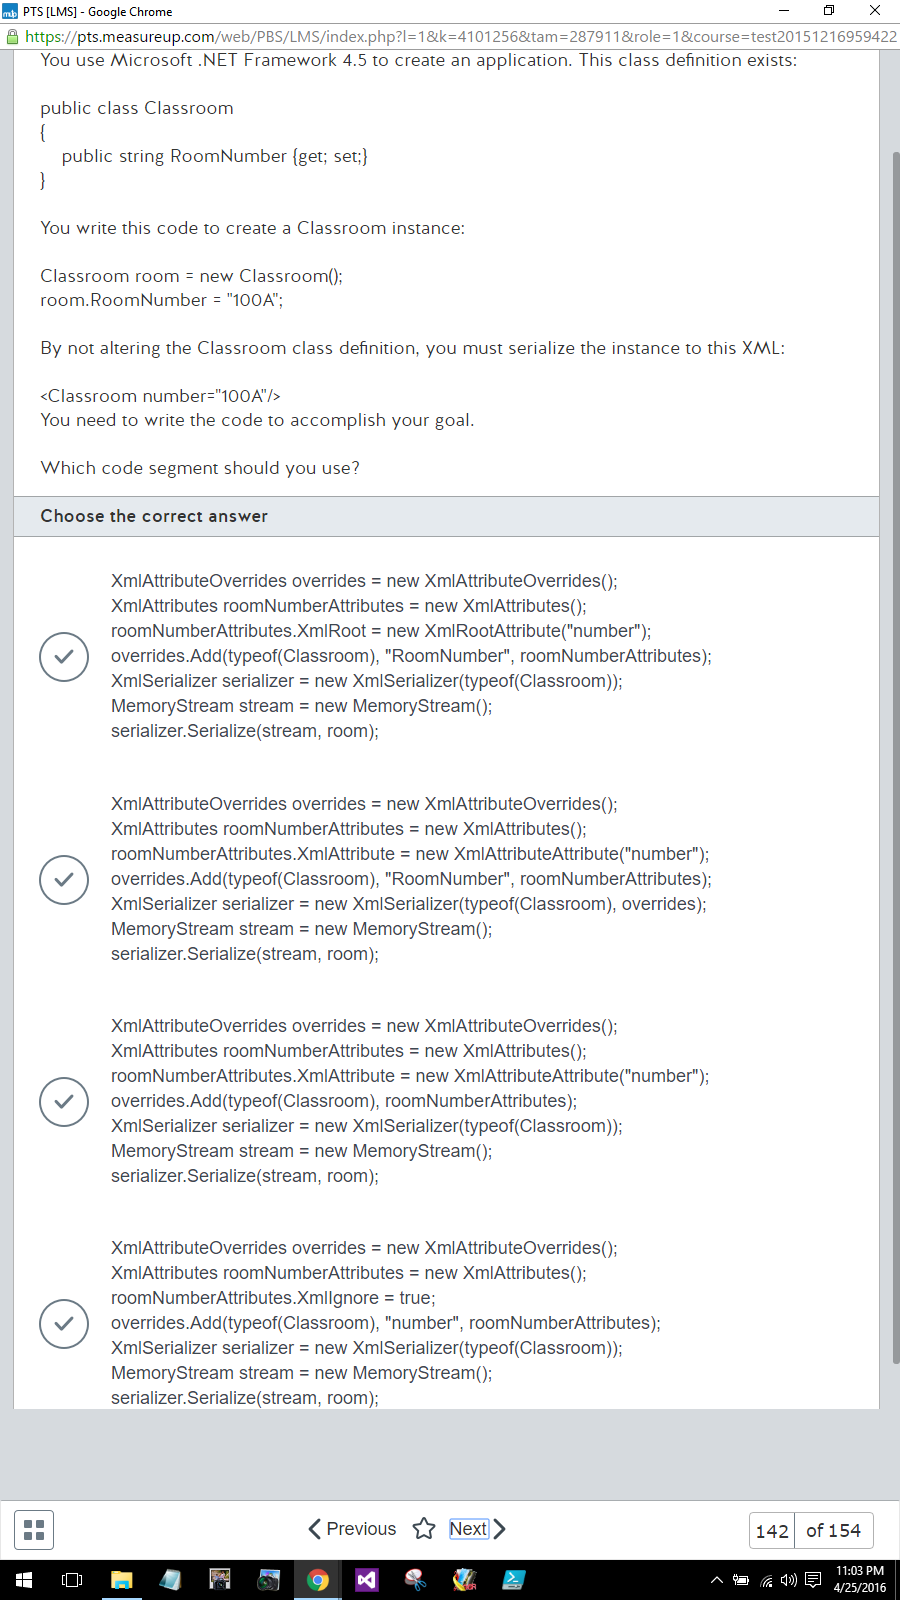 PTS [LMS] - Google Chrome
https://pts.measureup.com/web/PBS/LMS/index.php?l=1&k=4101256&tam=287911&role=1&course=test20151216959422
You use Microsoft .NET Framework 4.5 to create an application. This class definition exists:
public class Classroom
{
public string RoomNumber {get; set;}
}
You write this code to create a Classroom instance:
Classroom room = new Classroom();
room.RoomNumber = "100A";
By not altering the Classroom class definition, you must serialize the instance to this XML:
<Classroom number="100A"/>
You need to write the code to accomplish your goal.
Which code segment should you use?
Choose the correct answer
XmlAttributeOverrides overrides = new XmlAttributeOverrides();
XmlAttributes roomNumberAttributes = new XmlAttributes();
roomNumberAttributes.XmlRoot = new XmlRootAttribute("number");
overrides.Add(typeof(Classroom), "RoomNumber", roomNumberAttributes);
XmlSerializer serializer = new XmlSerializer(typeof(Classroom));
MemoryStream stream = new MemoryStream();
serializer.Serialize(stream, room);
XmlAttributeOverrides overrides = new XmlAttributeOverrides();
XmlAttributes roomNumberAttributes = new XmlAttributes();
roomNumberAttributes.XmlAttribute = new XmlAttributeAttribute("number");
overrides.Add(typeof(Classroom), "RoomNumber", roomNumberAttributes);
XmlSerializer serializer = new XmlSerializer(typeof(Classroom), overrides);
MemoryStream stream = new MemoryStream();
serializer.Serialize(stream, room);
XmlAttributeOverrides overrides = new XmlAttributeOverrides();
XmlAttributes roomNumberAttributes = new XmlAttributes();
roomNumberAttributes.XmlAttribute = new XmlAttributeAttribute("number");
overrides.Add(typeof(Classroom), roomNumberAttributes);
XmlSerializer serializer = new XmlSerializer(typeof(Classroom));
MemoryStream stream = new MemoryStream();
serializer.Serialize(stream, room);
XmlAttributeOverrides overrides = new XmlAttributeOverrides();
XmlAttributes roomNumberAttributes = new XmlAttributes();
roomNumberAttributes.XmlIgnore = true;
overrides.Add(typeof(Classroom), "number", roomNumberAttributes);
XmlSerializer serializer = new XmlSerializer(typeof(Classroom));
MemoryStream stream = new MemoryStream();
serializer.Serialize(stream, room);
Previous Next 142 of 154
11:03 PM
4/25/2016